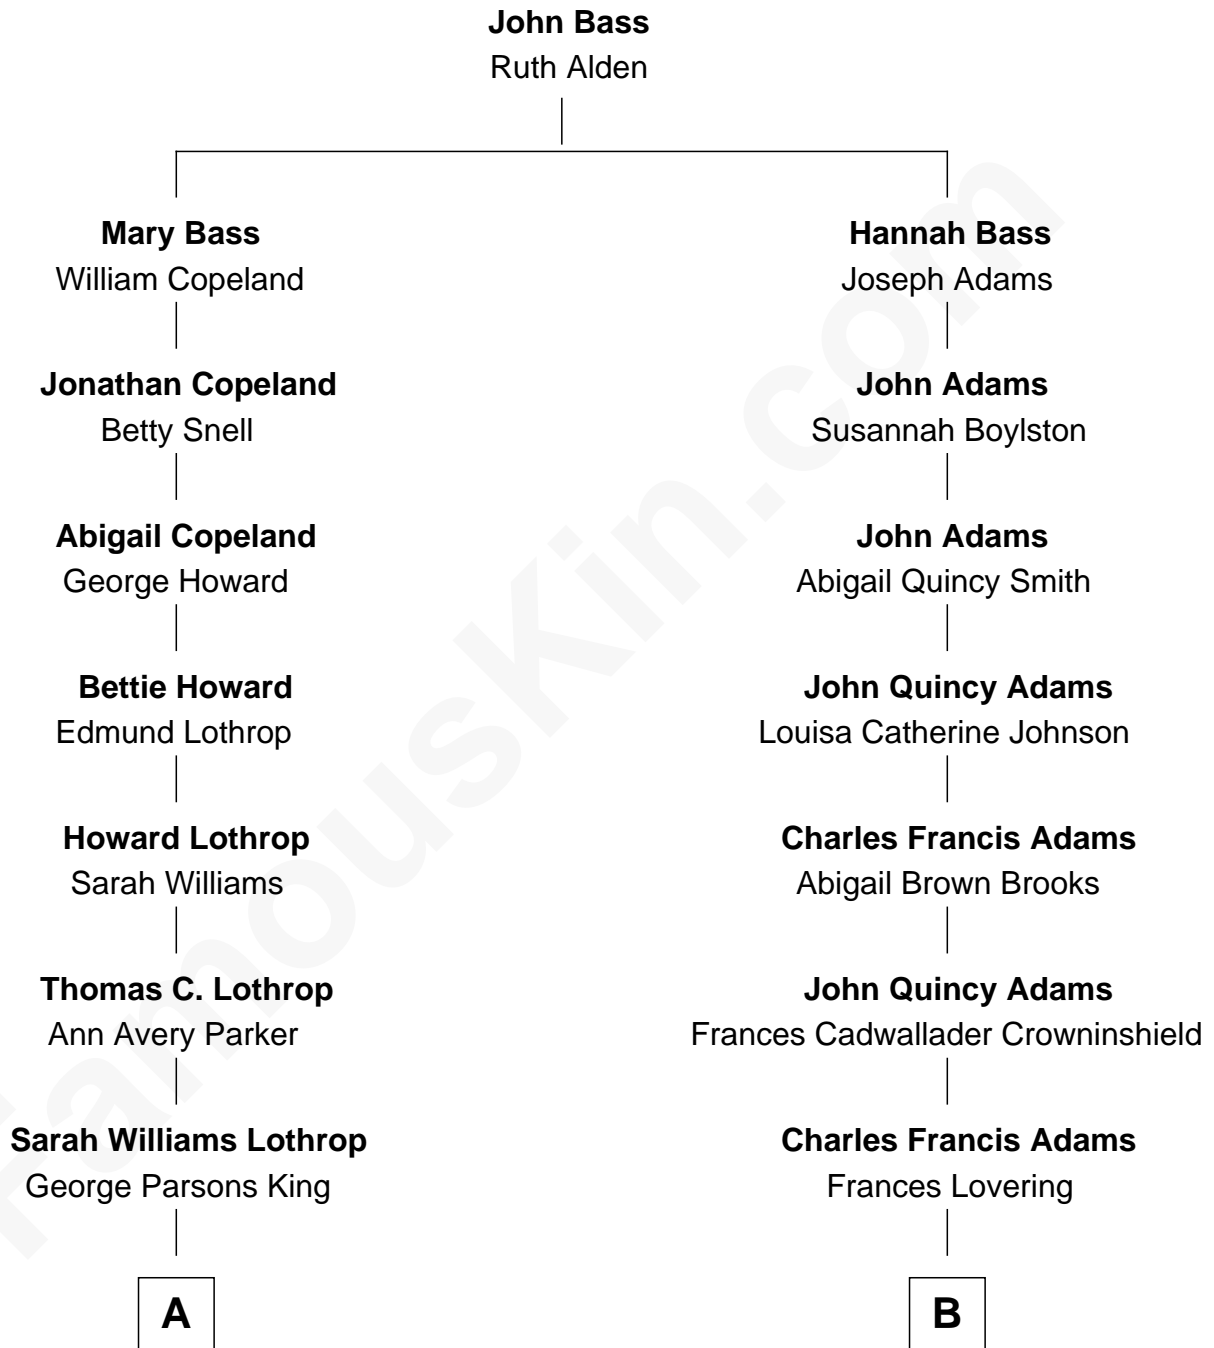 John Bass
Ruth Alden
Mary Bass
William Copeland
Hannah Bass
Joseph Adams
Jonathan Copeland
Betty Snell
John Adams
Susannah Boylston
Abigail Copeland
George Howard
John Adams
Abigail Quincy Smith
Bettie Howard
Edmund Lothrop
John Quincy Adams
Louisa Catherine Johnson
Howard Lothrop
Sarah Williams
Charles Francis Adams
Abigail Brown Brooks
Thomas C. Lothrop
Ann Avery Parker
John Quincy Adams
Frances Cadwallader Crowninshield
Sarah Williams Lothrop
George Parsons King
Charles Francis Adams
Frances Lovering
A
B
FamousKin.com